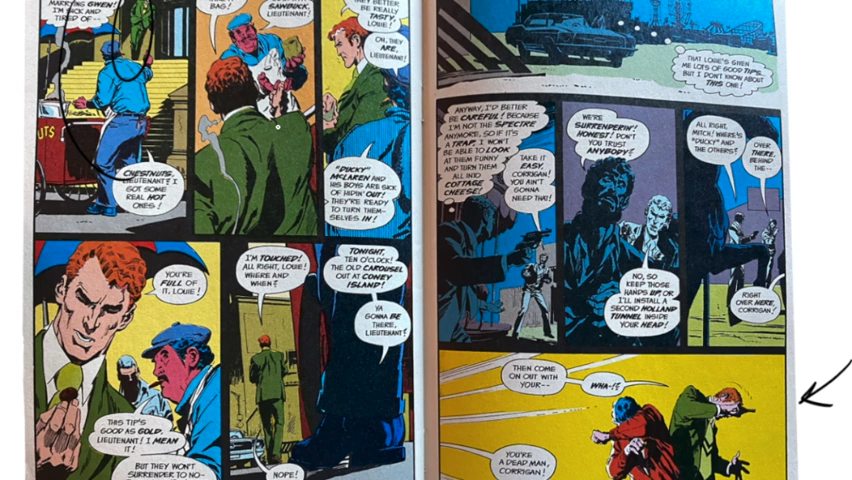 MARRYING GWEN!
I'M SICK AND
TIRED OF--
BAG!
SAWBUCK,
LIEUTENANT!
THEY BETTER
BE REALLY
TASTY,
LOUIE!
OH, THEY
ARE,
LIEUTENANT!
UTS
CHESTNUTS,
LIEUTENANT! I
GOT SOME
REAL HOT
ONES!
"DUCKY"
McLAREN AND
HIS BOYS ARE SICK
OF HIDIN' OUT!
THEY'RE READY
TO TURN THEM-
SELVES IN!
YOU'RE
FULL OF
IT, LOUIE!
THIS TIP'S
GOOD AS GOLD,
LIEUTENANT! I MEAN
IT!
BUT THEY WON'T
SURRENDER TO NO-
I'M TOUCHED!
ALL RIGHT, LOUIE!
WHERE AND
WHEN?
NOPE!
TONIGHT,
TEN O'CLOCK!
THE OLD CAROUSEL
OUT AT CONEY
ISLAND!
YA
GONNA BE
THERE,
LIEUTENANT?
THAT LOUIE'S GIVEN
ME LOTS OF GOOD TIPS,
BUT I DON'T KNOW ABOUT
THIS ONE!
ANYWAY, I'D BETTER
BE CAREFUL! BECAUSE
I'M NOT THE SPECTRE
ANYMORE, SO IF IT'S
A TRAP, I WON'T
BE ABLE TO LOOK
AT THEM FUNNY
AND TURN THEM
ALL INTO
COTTAGE
CHEESE!
TAKE IT
EASY,
CORRIGAN!
YOU AIN'T
GONNA
NEED THAT!
WE'RE
SURRENDERIN'!
HONEST! DON'T
YOU TRUST
ANYBODY?
NO, SO
KEEP THOSE
HANDS UP, OR
I'LL INSTALL A
SECOND HOLLAND
TUNNEL INSIDE
YOUR HEAD!
ALL RIGHT,
MITCH! WHERE'S
"DUCKY" AND
THE OTHERS?
OVER
THERE,
BEHIND
THE--
RIGHT
OVER HERE,
CORRIGAN!
THEN COME
ON OUT WITH
YOUR--
WHA-!?
YOU'RE
A DEAD MAN,
CORRIGAN!